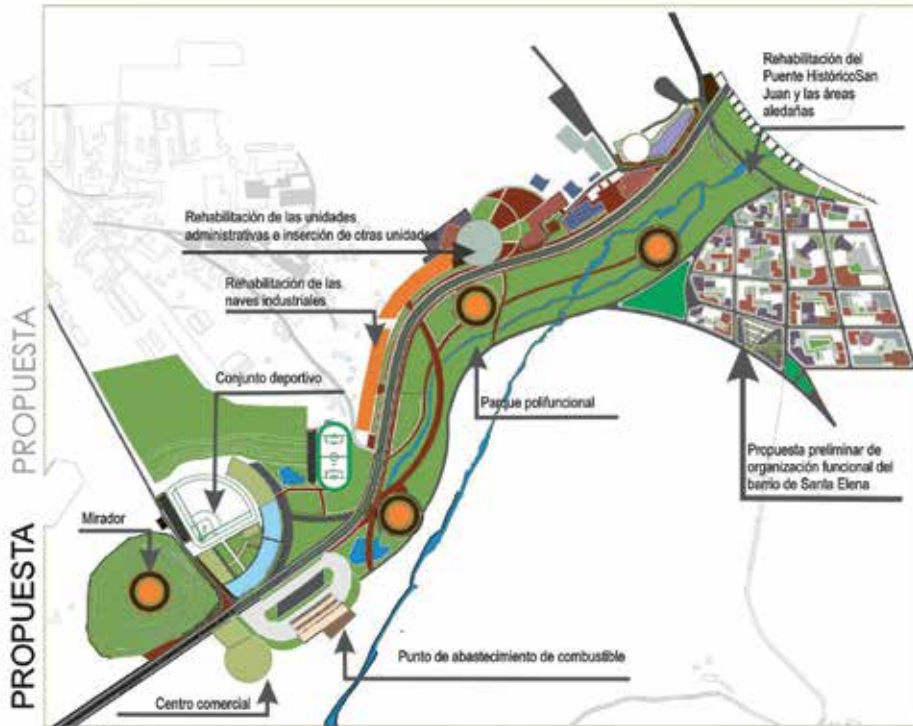 PROPUESTA
PROPUESTA
PROPUESTA
Rehabilitación del
Puente HistóricoSan
Juan y las áreas
aledañas
Rehabilitación de las unidades
administrativas e inserción de otras unidades
Rehabilitación de las
naves industriales
Conjunto deportivo
Parque polifuncional
Propuesta preliminar de
organización funcional del
barrio de Santa Elena
Mirador
Punto de abastecimiento de combustible
Centro comercial